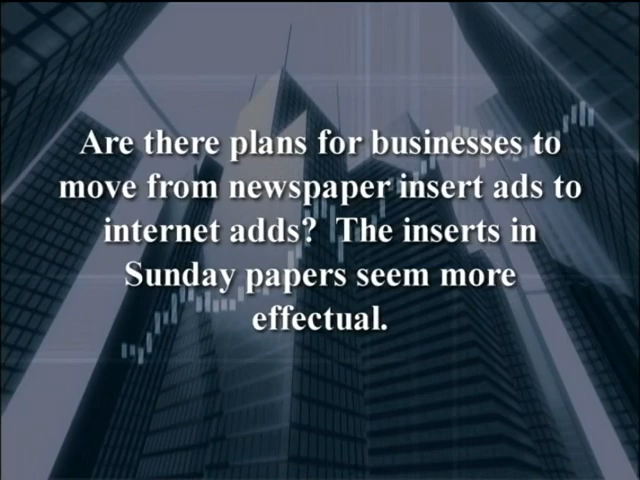 Are there plans for businesses to
move from newspaper insert ads to
internet adds?  The inserts in
Sunday papers seem more
effectual.